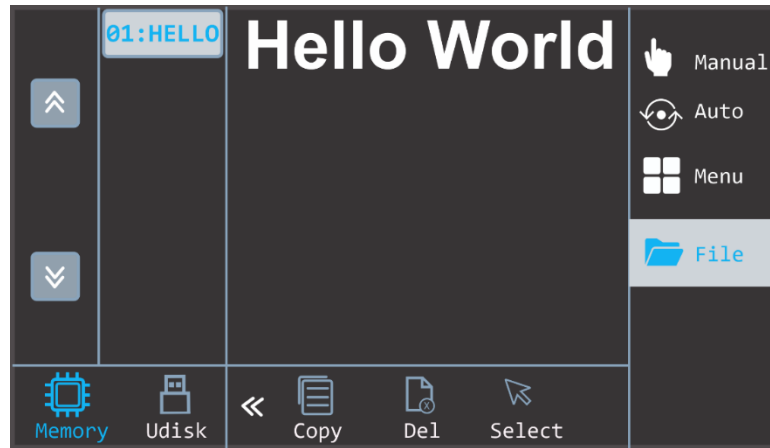 01:HELLO
Hello World
Manual
Auto
Menu
File
Memory
Udisk
Copy
Del
Select